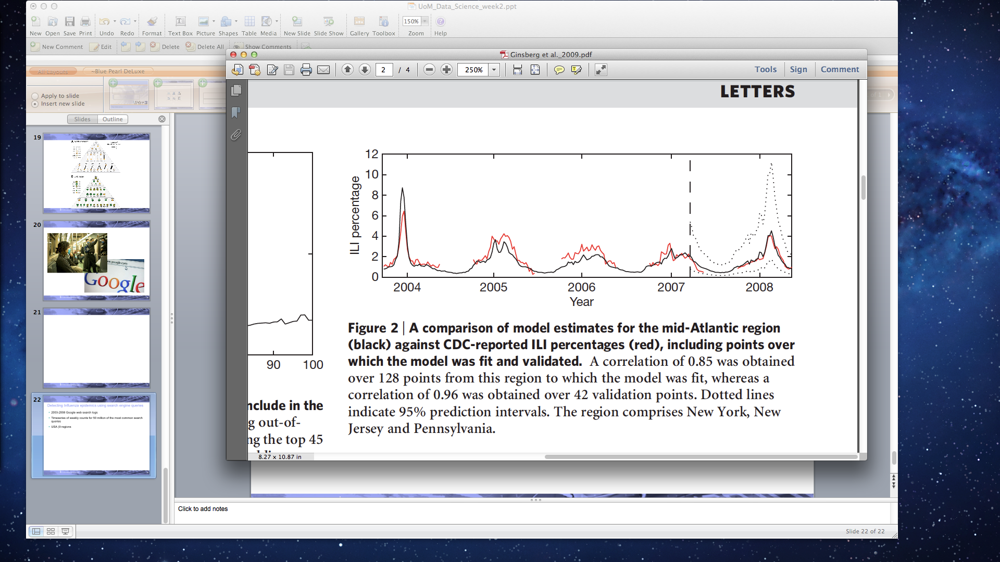 UoM_Data_Science_week2.ppt
New Open Save Print Undo Redo Format Text Box Picture Shapes Table Media New Slide Slide Show Gallery Toolbox Zoom Help
150%
New Comment Edit Delete Delete All Show Comments
All Layouts ~Blue Pearl DeLuxe
Apply to slide
Insert new slide
of 1
Slides Outline
19
20
www.google.com
Google
21
22
Detecting Influenza epidemics using search engine queries
2003-2008 Google web search logs
Timeseries of weekly counts for 50 million of the most common search
queries
USA (9 regions
Ginsberg et al._2009.pdf
2 / 4
250%
Tools Sign Comment
LETTERS
12
10
8
6
4
2
0
ILI percentage
2004 2005 2006 2007 2008
Year
90 100
Figure 2 | A comparison of model estimates for the mid-Atlantic region
(black) against CDC-reported ILI percentages (red), including points over
which the model was fit and validated. A correlation of 0.85 was obtained
over 128 points from this region to which the model was fit, whereas a
correlation of 0.96 was obtained over 42 validation points. Dotted lines
indicate 95% prediction intervals. The region comprises New York, New
Jersey and Pennsylvania.
nclude in the
g out-of-
ng the top 45
8.27 x 10.87 in
Click to add notes
Slide 22 of 22